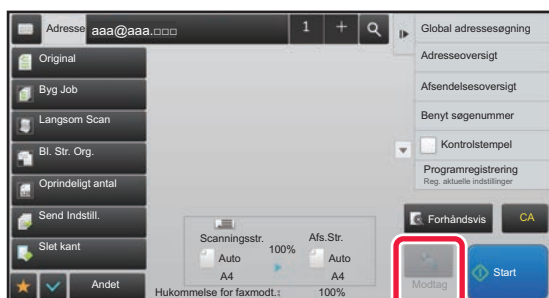 Adresse aaa@aaa.□□□ 1 +
Original
Byg Job
Langsom Scan
Bl. Str. Org.
Oprindeligt antal
Send Indstill.
Slet kant
Andet
Scanningsstr. 100% Afs.Str.
Auto Auto
A4 A4
Hukommelse for faxmodt.: 100%
Global adressesøgning
Adresseoversigt
Afsendelsesoversigt
Benyt søgenummer
Kontrolstempel
Programregistrering
Reg. aktuelle indstillinger
Forhåndsvis CA
Modtag Start